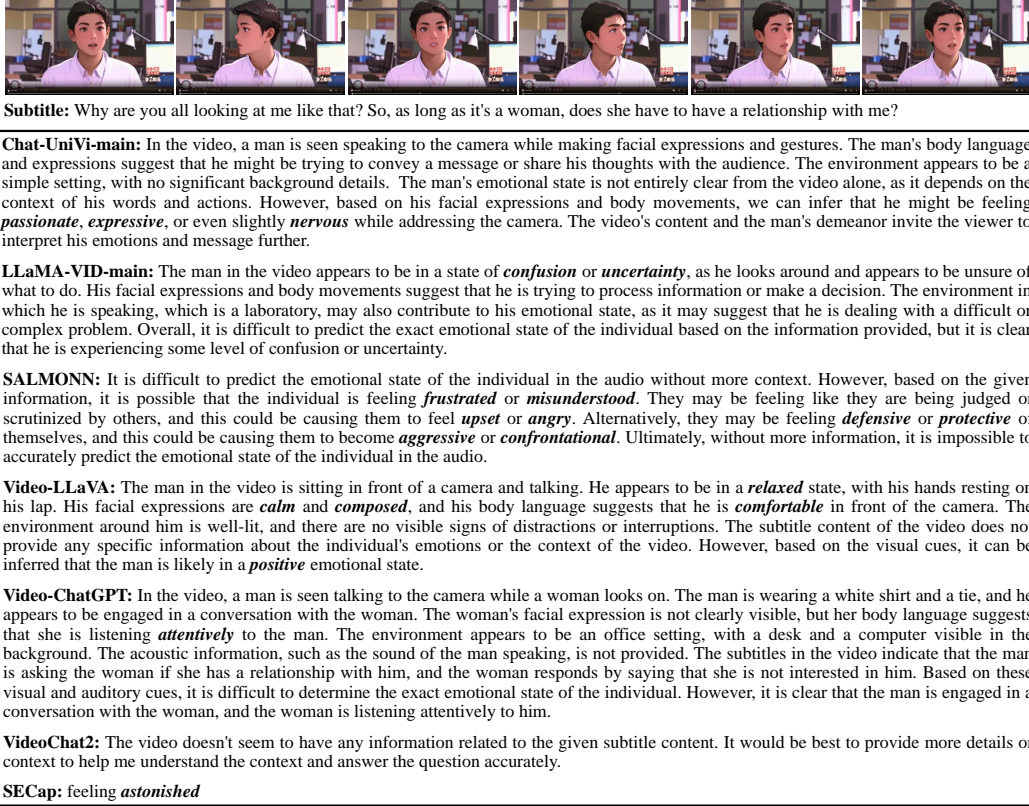 Subtitle: Why are you all looking at me like that? So, as long as it's a woman, does she have to have a relationship with me?
Chat-UniVi-main: In the video, a man is seen speaking to the camera while making facial expressions and gestures. The man's body language
and expressions suggest that he might be trying to convey a message or share his thoughts with the audience. The environment appears to be a
simple setting, with no significant background details. The man's emotional state is not entirely clear from the video alone, as it depends on the
context of his words and actions. However, based on his facial expressions and body movements, we can infer that he might be feeling
passionate, expressive, or even slightly nervous while addressing the camera. The video's content and the man's demeanor invite the viewer to
interpret his emotions and message further.
LLaMA-VID-main: The man in the video appears to be in a state of confusion or uncertainty, as he looks around and appears to be unsure of
what to do. His facial expressions and body movements suggest that he is trying to process information or make a decision. The environment in
which he is speaking, which is a laboratory, may also contribute to his emotional state, as it may suggest that he is dealing with a difficult or
complex problem. Overall, it is difficult to predict the exact emotional state of the individual based on the information provided, but it is clear
that he is experiencing some level of confusion or uncertainty.
SALMONN: It is difficult to predict the emotional state of the individual in the audio without more context. However, based on the given
information, it is possible that the individual is feeling frustrated or misunderstood. They may be feeling like they are being judged or
scrutinized by others, and this could be causing them to feel upset or angry. Alternatively, they may be feeling defensive or protective of
themselves, and this could be causing them to become aggressive or confrontational. Ultimately, without more information, it is impossible to
accurately predict the emotional state of the individual in the audio.
Video-LLaVA: The man in the video is sitting in front of a camera and talking. He appears to be in a relaxed state, with his hands resting on
his lap. His facial expressions are calm and composed, and his body language suggests that he is comfortable in front of the camera. The
environment around him is well-lit, and there are no visible signs of distractions or interruptions. The subtitle content of the video does no
provide any specific information about the individual's emotions or the context of the video. However, based on the visual cues, it can be
inferred that the man is likely in a positive emotional state.
Video-ChatGPT: In the video, a man is seen talking to the camera while a woman looks on. The man is wearing a white shirt and a tie, and he
appears to be engaged in a conversation with the woman. The woman's facial expression is not clearly visible, but her body language suggests
that she is listening attentively to the man. The environment appears to be an office setting, with a desk and a computer visible in the
background. The acoustic information, such as the sound of the man speaking, is not provided. The subtitles in the video indicate that the man
is asking the woman if she has a relationship with him, and the woman responds by saying that she is not interested in him. Based on these
visual and auditory cues, it is difficult to determine the exact emotional state of the individual. However, it is clear that the man is engaged in a
conversation with the woman, and the woman is listening attentively to him.
VideoChat2: The video doesn't seem to have any information related to the given subtitle content. It would be best to provide more details or
context to help me understand the context and answer the question accurately.
SECap: feeling astonished